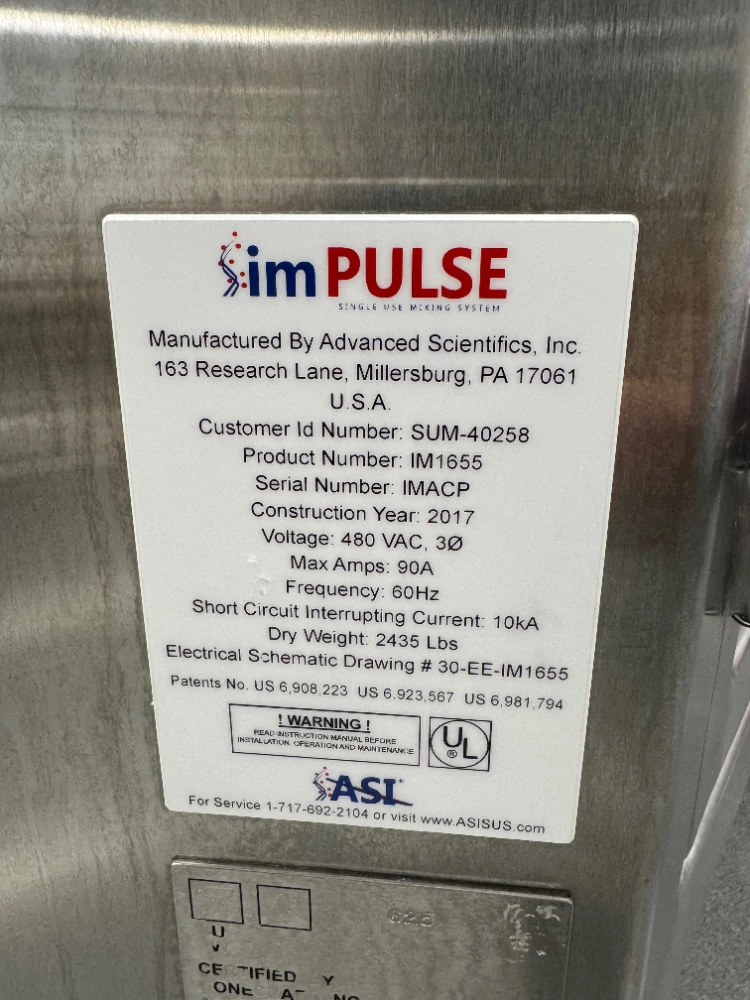 imPULSE
SINGLE USE MIXING SYSTEM
Manufactured By Advanced Scientifics, Inc.
163 Research Lane, Millersburg, PA 17061
U.S.A.
Customer Id Number: SUM-40258
Product Number: IM1655
Serial Number: IMACP
Construction Year: 2017
Voltage: 480 VAC, 3Ø
Max Amps: 90A
Frequency: 60Hz
Short Circuit Interrupting Current: 10kA
Dry Weight: 2435 Lbs
Electrical Schematic Drawing # 30-EE-IM1655
Patents No. US 6,908,223 US 6,923,567 US 6,981,794
! WARNING !
READ INSTRUCTION MANUAL BEFORE
INSTALLATION, OPERATION AND MAINTENANCE
UL ®
ASI
For Service 1-717-692-2104 or visit www.ASISUS.com
625
U